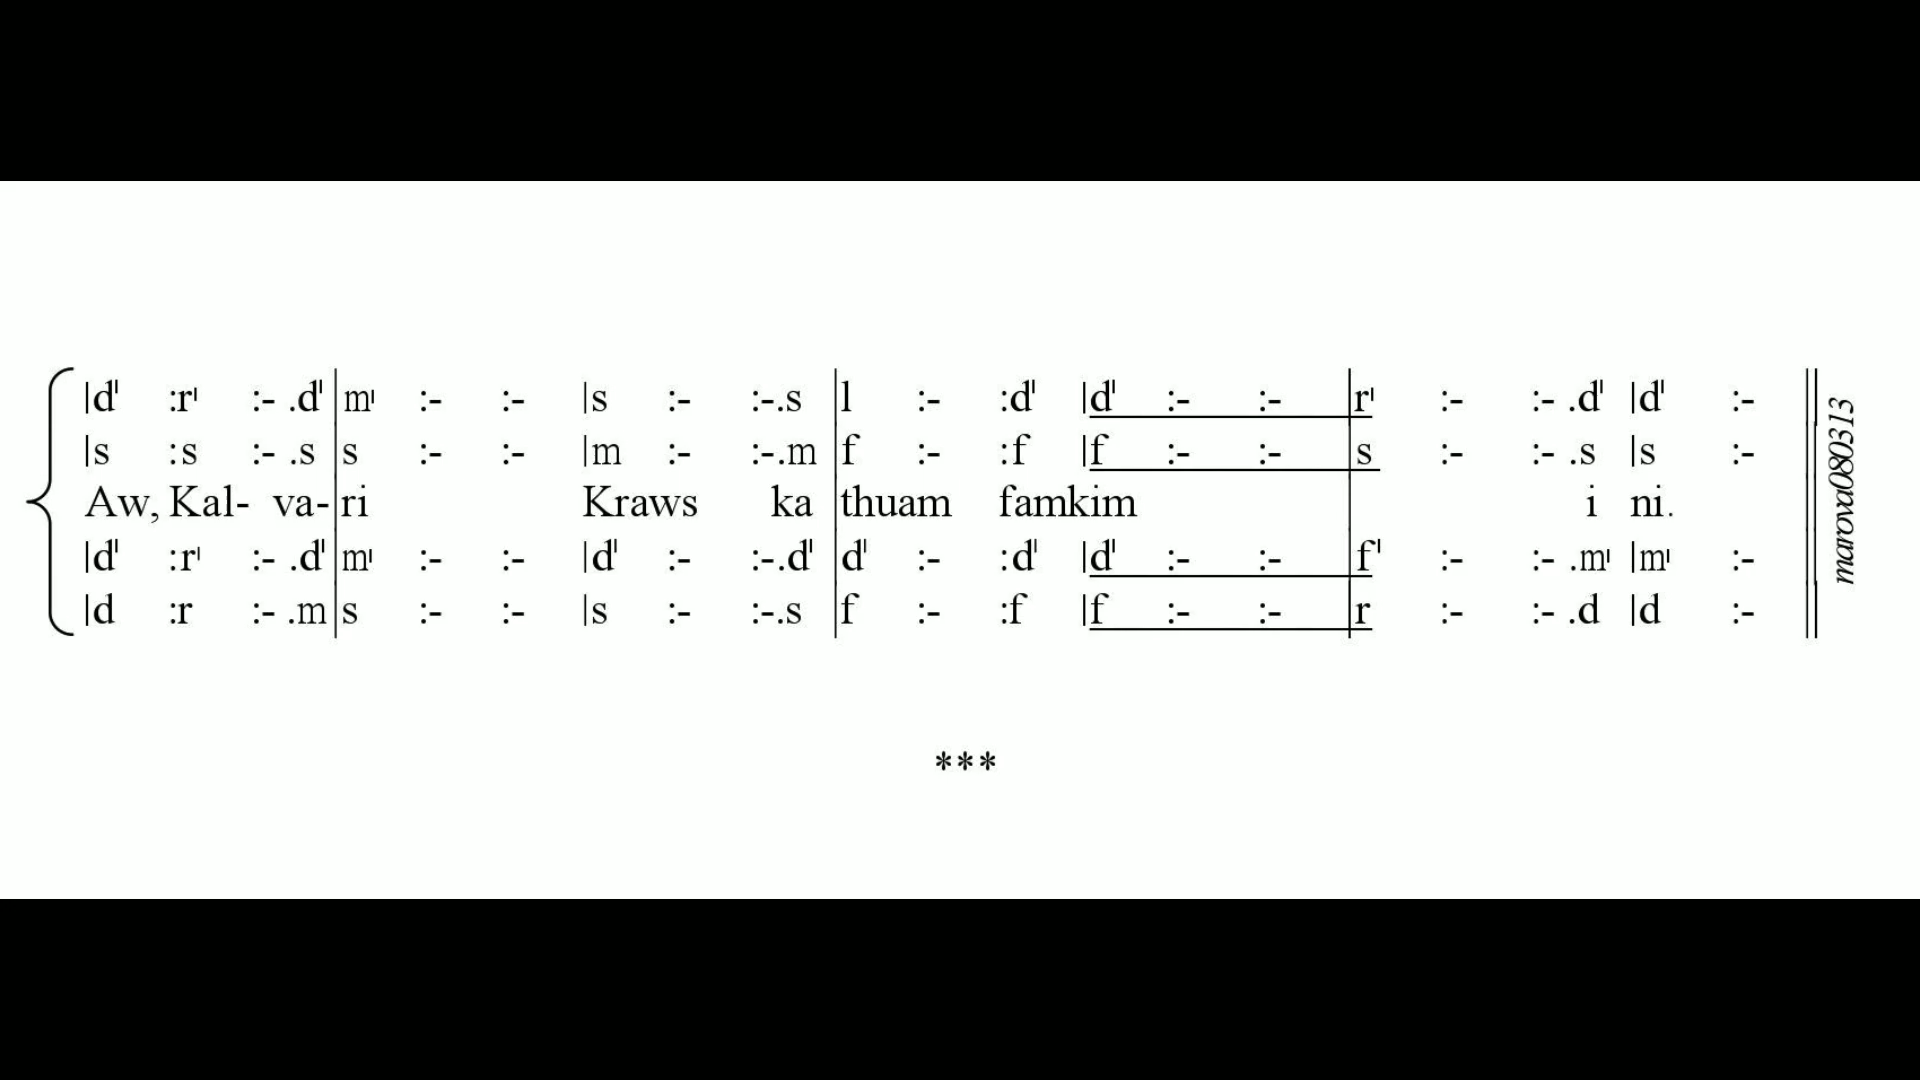 |d' :r' :- .d' |m' :- :- |s :- :-.s |l :- :d' |d' :- :- |r' :- :- .d' |d' :- ||
|s :s :- .s |s :- :- |m :- :-.m |f :- :f |f :- :- |s :- :- .s |s :- ||
Aw, Kal- va- ri Kraws ka thuam famkim i ni.
|d' :r' :- .d' |m' :- :- |d' :- :-.d' |d' :- :d' |d' :- :- |f' :- :- .m' |m' :- ||
|d :r :- .m |s :- :- |s :- :-.s |f :- :f |f :- :- |r :- :- .d |d :- ||
marova080313
***